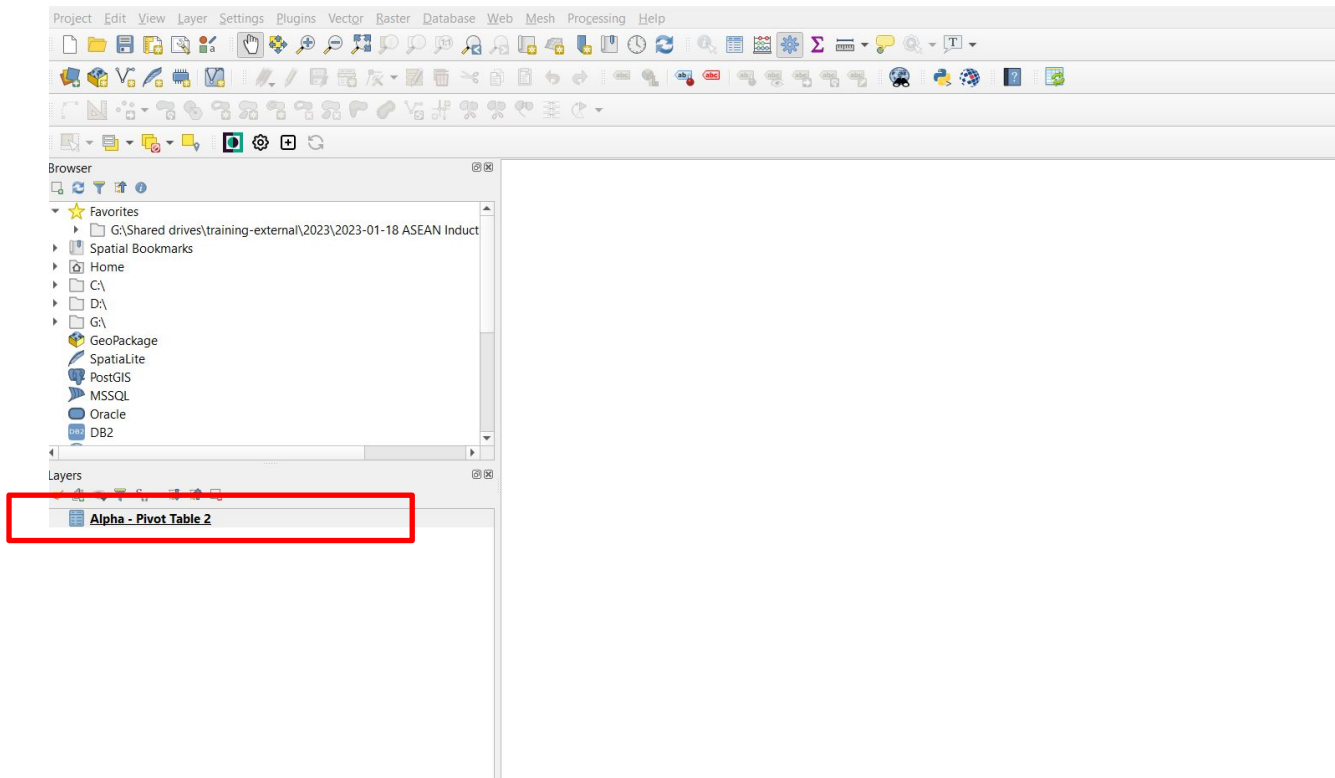 Project Edit View Layer Settings Plugins Vector Raster Database Web Mesh Processing Help
Browser
Favorites
G:\Shared drives\training-external\2023\2023-01-18 ASEAN Induct
Spatial Bookmarks
Home
C:\
D:\
G:\
GeoPackage
SpatiaLite
PostGIS
MSSQL
Oracle
DB2
DB2
Layers
Alpha - Pivot Table 2